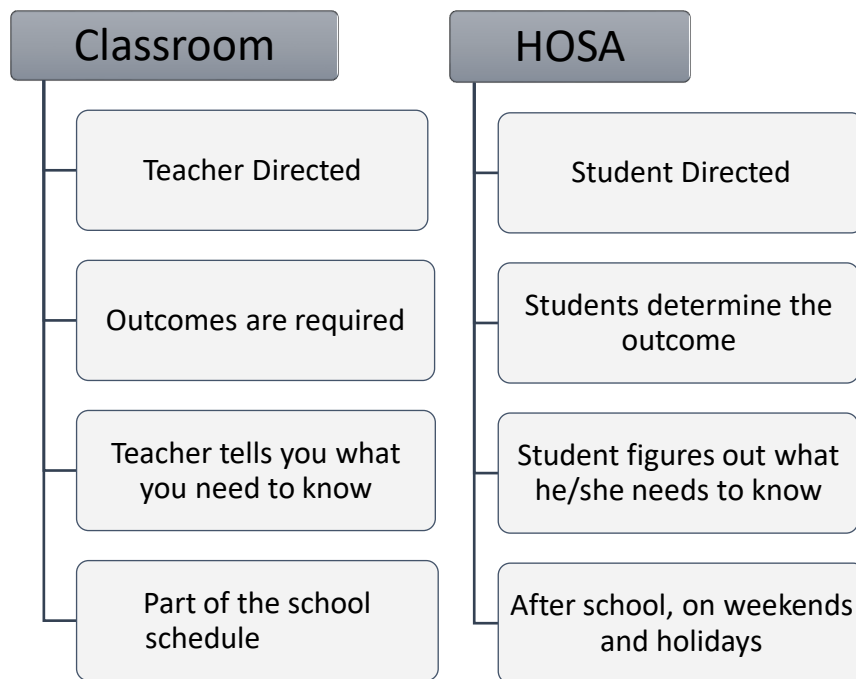 Classroom
Teacher Directed
Outcomes are required
Teacher tells you what
you need to know
Part of the school
schedule
HOSA
Student Directed
Students determine the
outcome
Student figures out what
he/she needs to know
After school, on weekends
and holidays